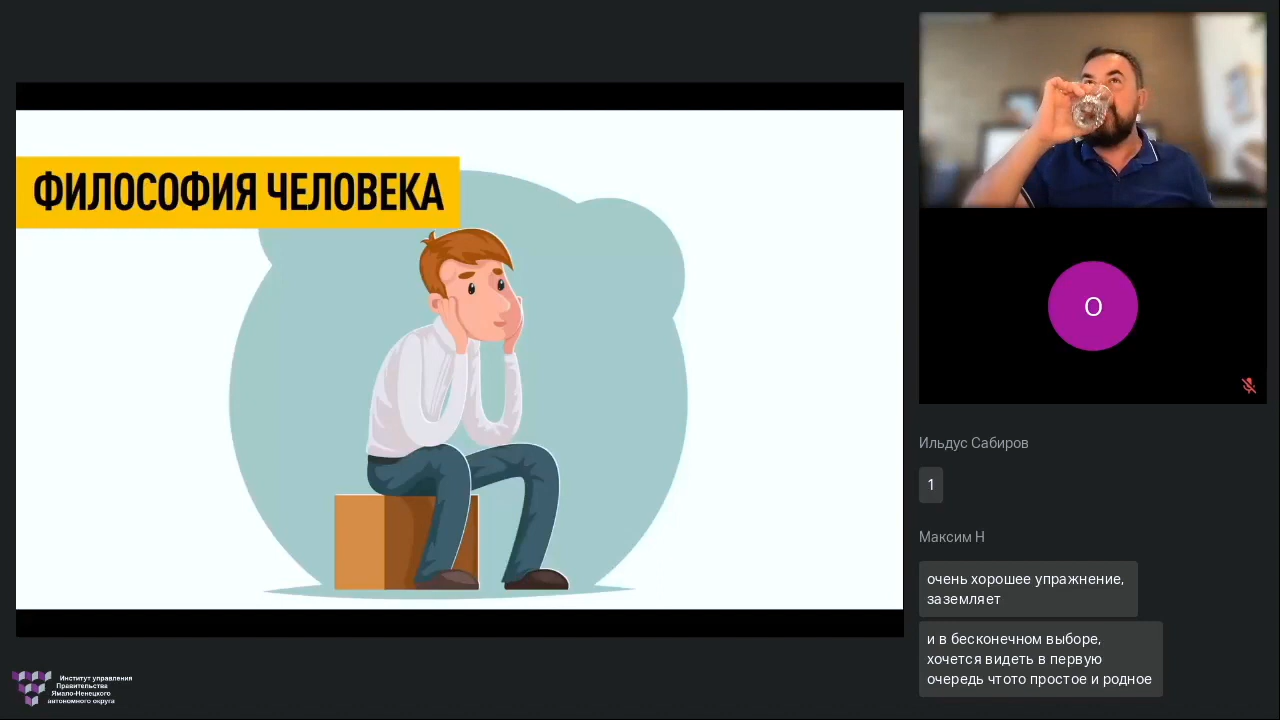 ФИЛОСОФИЯ ЧЕЛОВЕКА
О
Ильдус Сабиров
1
Максим Н
очень хорошее упражнение,
заземляет
и в бесконечном выборе,
хочется видеть в первую
очередь чтото простое и родное
Институт управления
Правительства
Ямало-Ненецкого
автономного округа